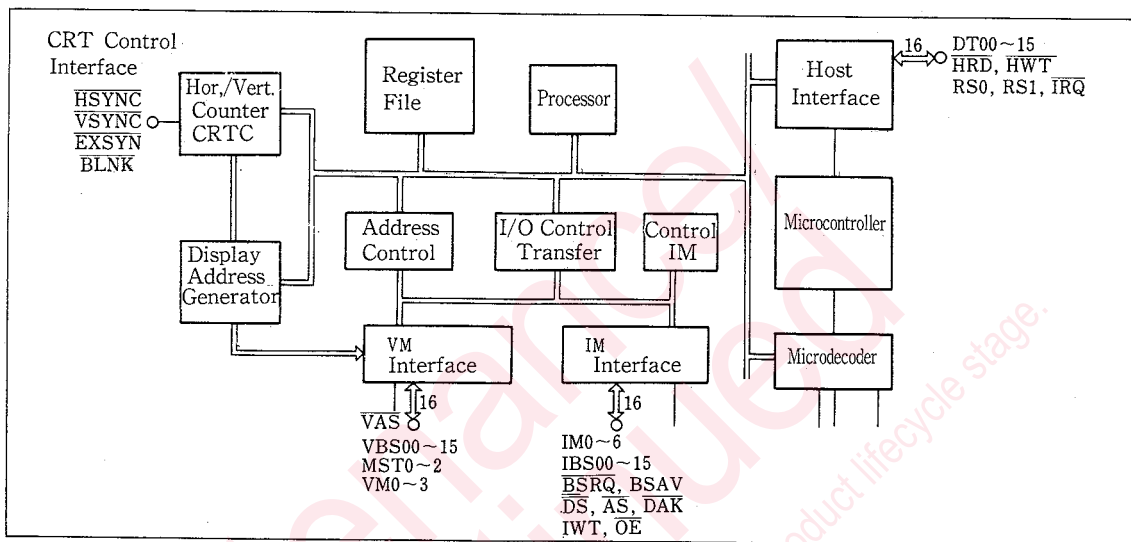 CRT Control
Interface
HSYNC
VSYNC
EXSYN
BLNK
Hor,/Vert.
Counter
CRTC
Register
File
Processor
Host
Interface
16
DT00~15
HRD, HWT
RS0, RS1, IRQ
Display
Address
Generator
Address
Control
I/O Control
Transfer
Control
IM
Microcontroller
VM
Interface
IM
Interface
Microdecoder
16
VAS
VBS00~15
MST0~2
VM0~3
16
IM0~6
IBS00~15
BSRQ, BSAV
DS, AS, DAK
IWT, OE
oduct lifecycle stage.